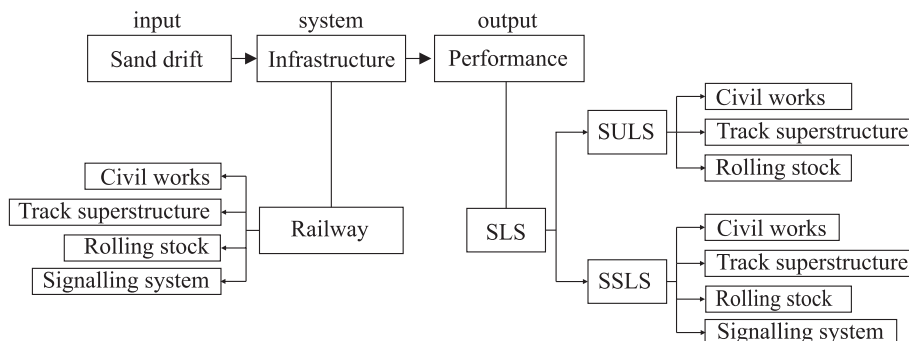 input
system
output
Sand drift
Infrastructure
Performance
Civil works
SULS
Track superstructure
Rolling stock
Civil works
Track superstructure
Railway
SLS
Rolling stock
Signalling system
Civil works
Track superstructure
SSLS
Rolling stock
Signalling system